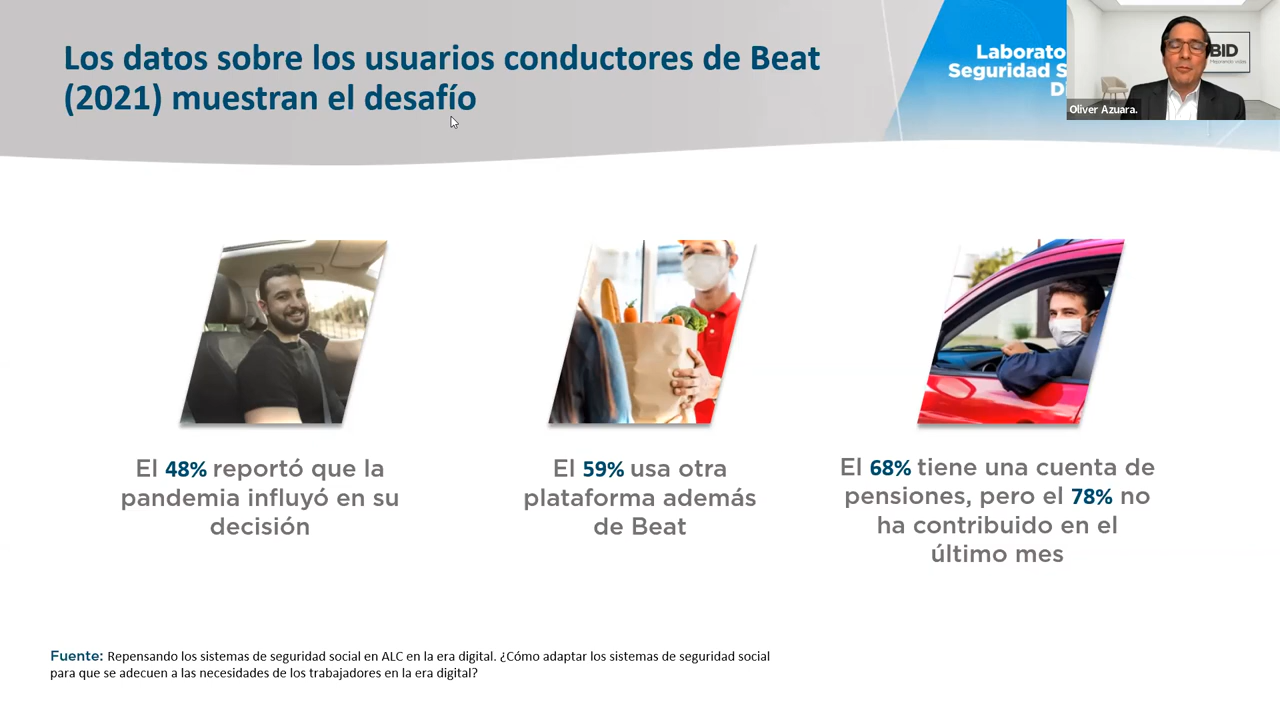 Los datos sobre los usuarios conductores de Beat
(2021) muestran el desafío
Laborato
Seguridad S
D
BID
Mejorando vidas
Oliver Azuara.
El 48% reportó que la
pandemia influyó en su
decisión
El 59% usa otra
plataforma además
de Beat
El 68% tiene una cuenta de
pensiones, pero el 78% no
ha contribuido en el
último mes
Fuente: Repensando los sistemas de seguridad social en ALC en la era digital. ¿Cómo adaptar los sistemas de seguridad social
para que se adecuen a las necesidades de los trabajadores en la era digital?